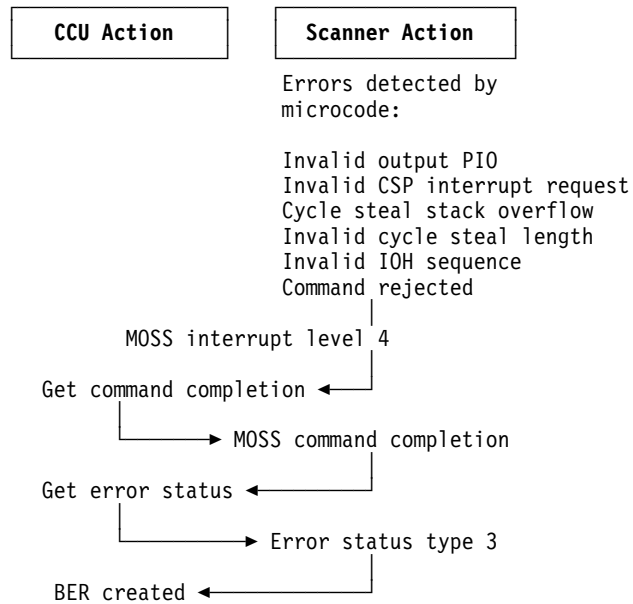 CCU Action
Scanner Action
Errors detected by
microcode:
Invalid output PIO
Invalid CSP interrupt request
Cycle steal stack overflow
Invalid cycle steal length
Invalid IOH sequence
Command rejected
MOSS interrupt level 4
Get command completion
MOSS command completion
Get error status
Error status type 3
BER created